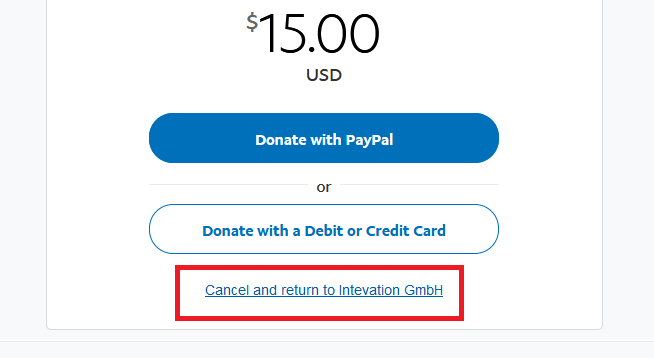 $15.00
USD
Donate with PayPal
or
Donate with a Debit or Credit Card
Cancel and return to Intevation GmbH